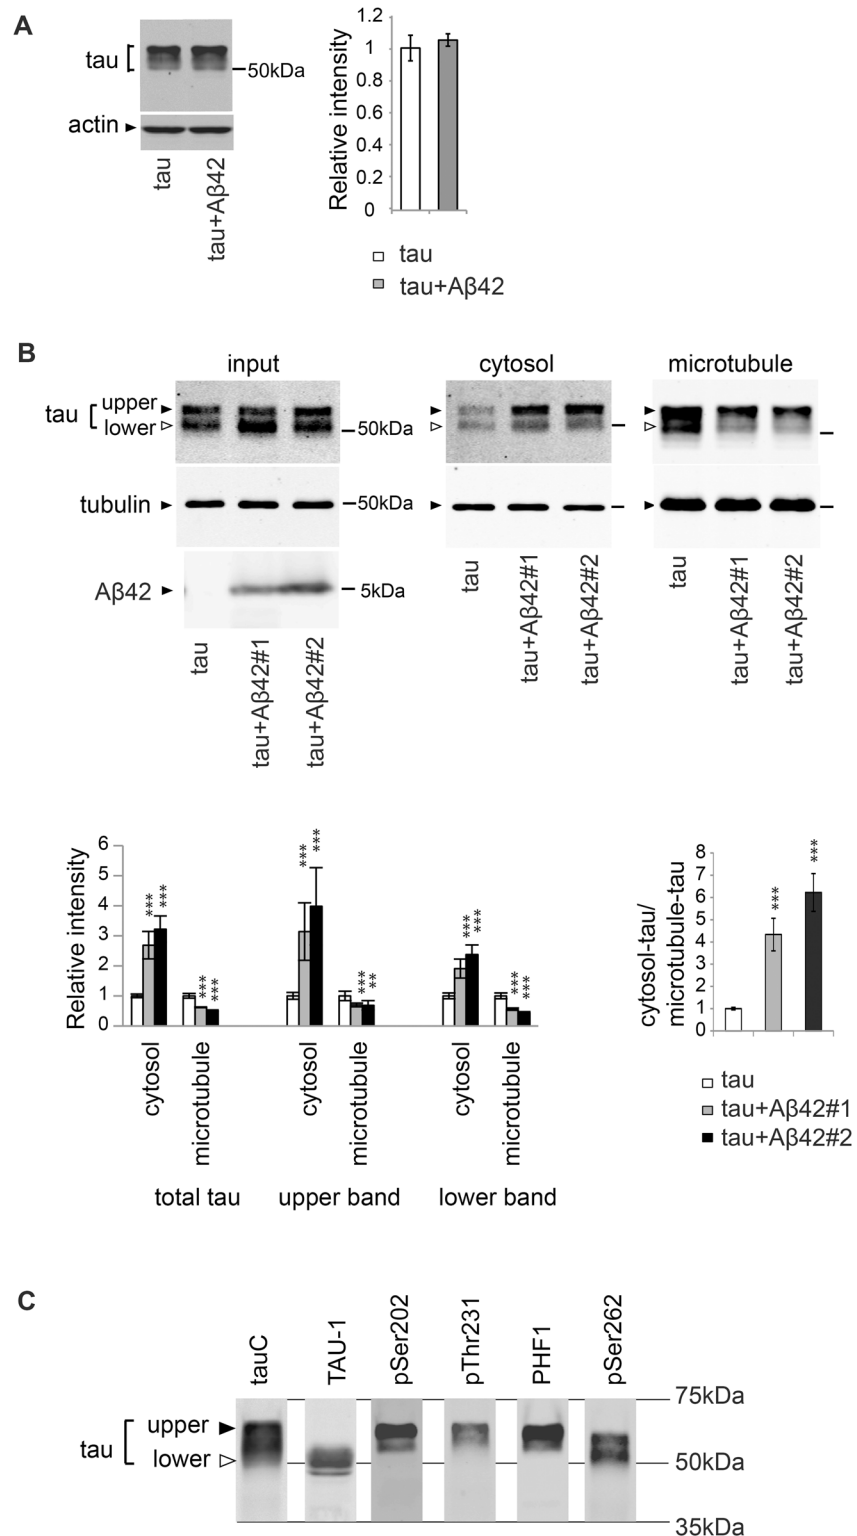 A
tau
50kDa
actin
tau
tau+Aβ42
Relative intensity
1.2
1
0.8
0.6
0.4
0.2
0
tau
tau+Aβ42
B
input
cytosol
microtubule
tau
upper
lower
50kDa
tubulin
50kDa
Aβ42
5kDa
tau
tau+Aβ42#1
tau+Aβ42#2
tau
tau+Aβ42#1
tau+Aβ42#2
tau
tau+Aβ42#1
tau+Aβ42#2
Relative intensity
6
5
4
3
2
1
0
***
***
***
***
***
***
***
**
***
***
***
***
cytosol
microtubule
cytosol
microtubule
cytosol
microtubule
total tau
upper band
lower band
cytosol-tau/
microtubule-tau
8
7
6
5
4
3
2
1
0
***
***
tau
tau+Aβ42#1
tau+Aβ42#2
C
tauC
TAU-1
pSer202
pThr231
PHF1
pSer262
75kDa
tau
upper
lower
50kDa
35kDa